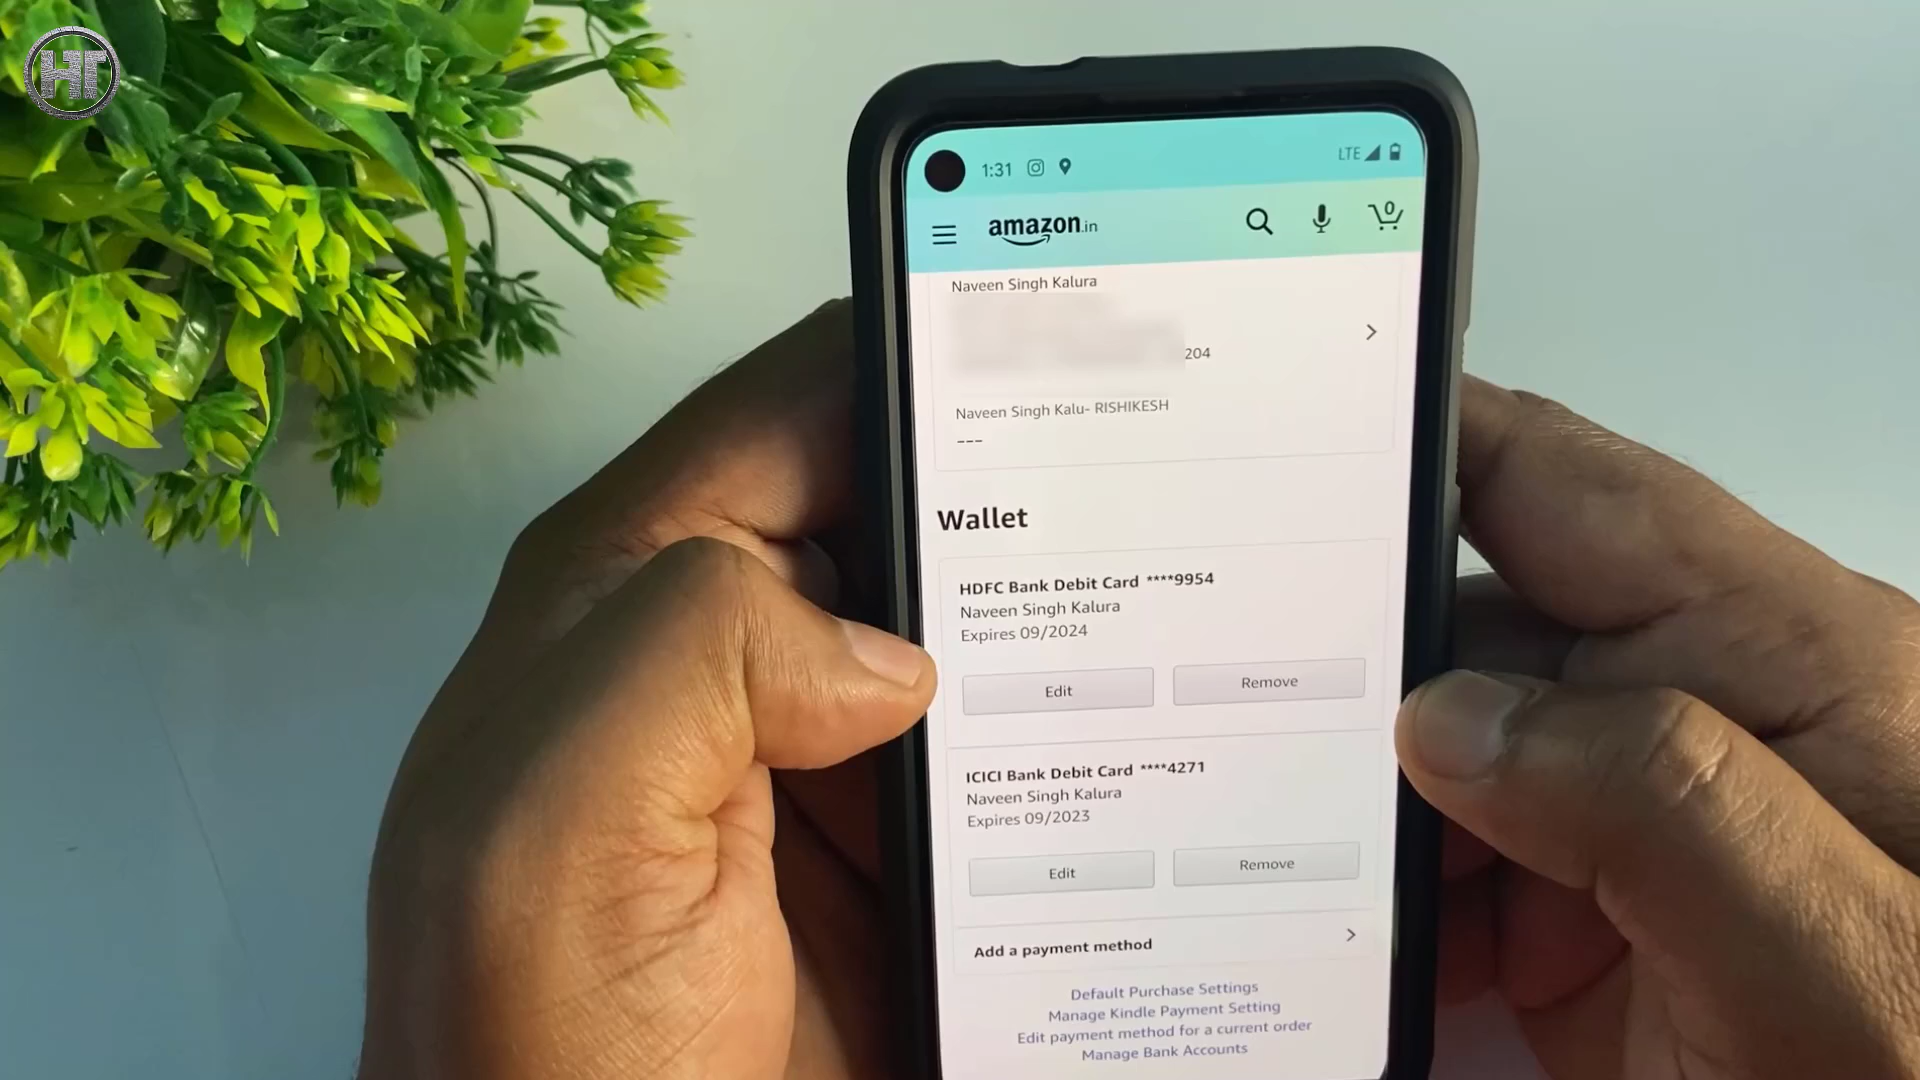 HT
1:31
LTE
amazon.in
0
Naveen Singh Kalura
204
Naveen Singh Kalu- RISHIKESH
---
Wallet
HDFC Bank Debit Card ****9954
Naveen Singh Kalura
Expires 09/2024
Edit
Remove
ICICI Bank Debit Card ****4271
Naveen Singh Kalura
Expires 09/2023
Edit
Remove
Add a payment method
Default Purchase Settings
Manage Kindle Payment Setting
Edit payment method for a current order
Manage Bank Accounts